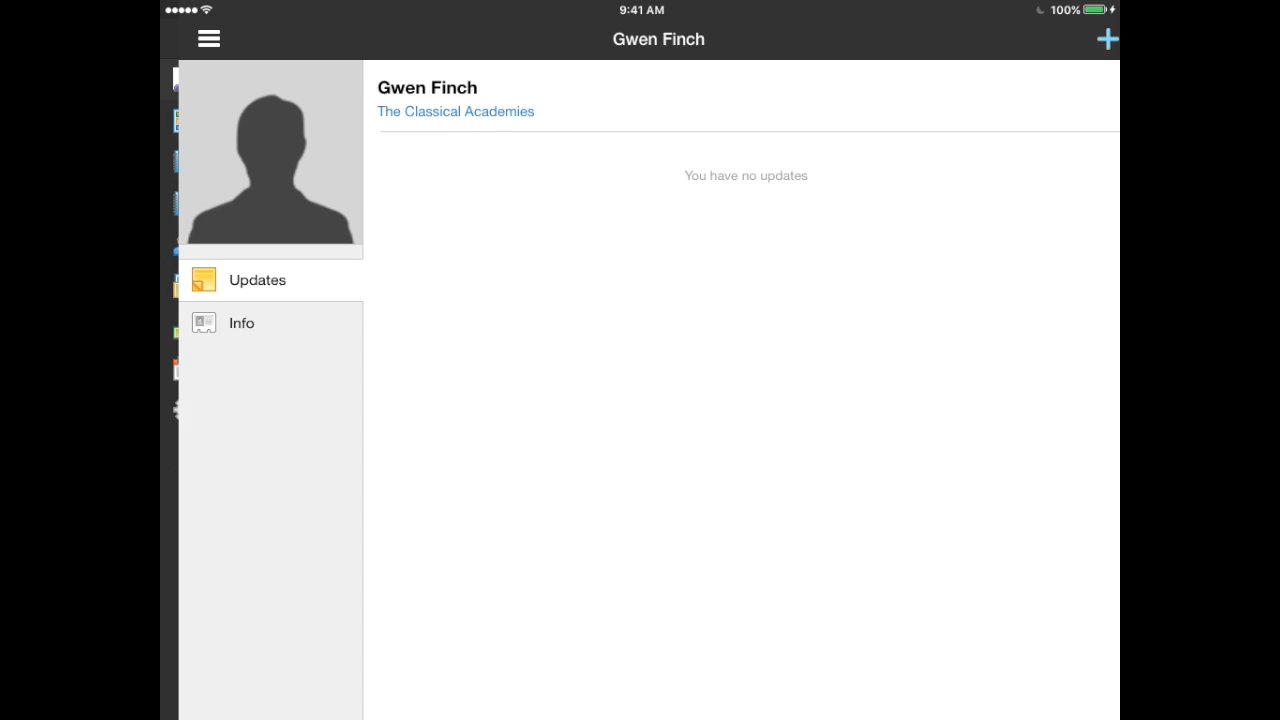 9:41 AM
100%
Gwen Finch
Gwen Finch
The Classical Academies
You have no updates
Updates
Info